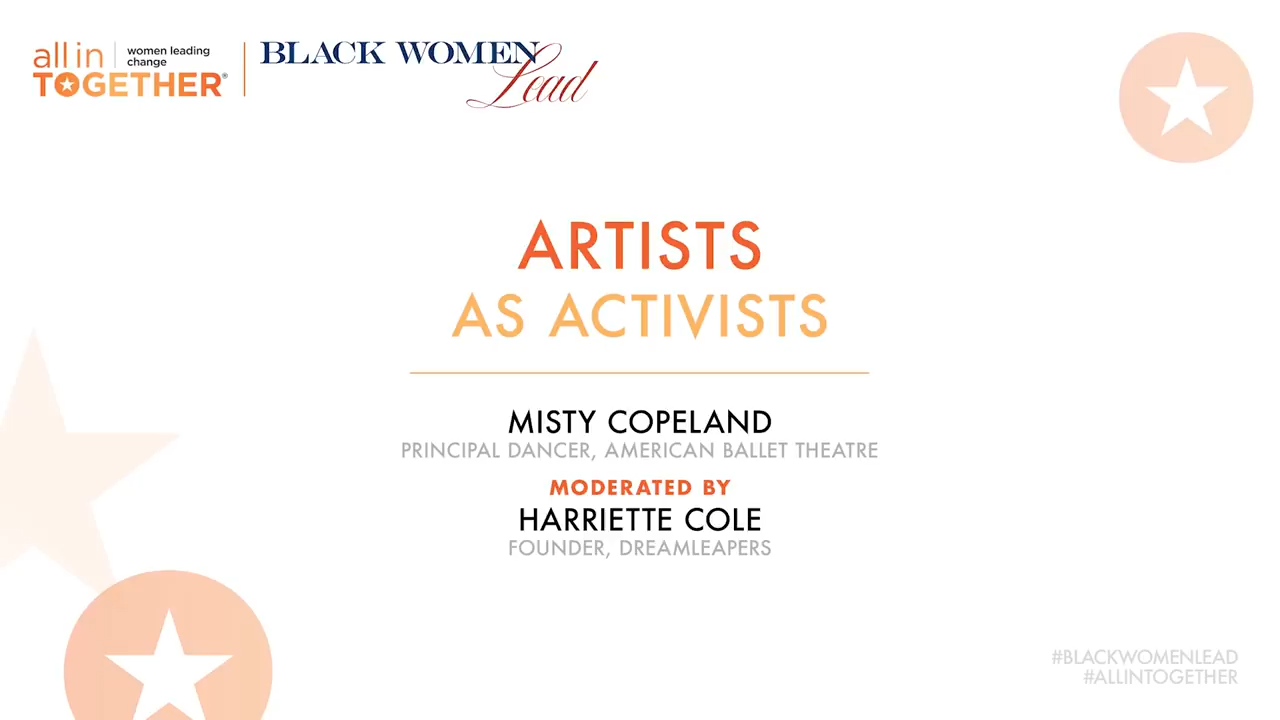 all in
TOGETHER®
women leading
change
BLACK WOMEN
Lead
ARTISTS
AS ACTIVISTS
MISTY COPELAND
PRINCIPAL DANCER, AMERICAN BALLET THEATRE
MODERATED BY
HARRIETTE COLE
FOUNDER, DREAMLEAPERS
#BLACKWOMENLEAD
#ALLINTOGETHER